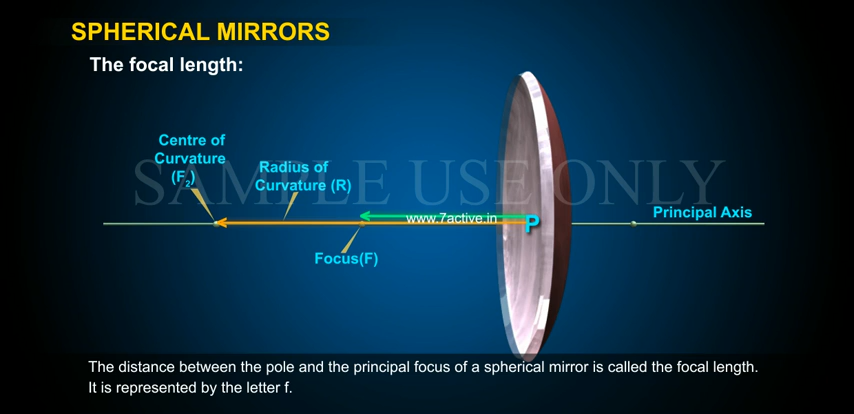 SPHERICAL MIRRORS
The focal length:
Centre of
Curvature
(F2)
Radius of
Curvature (R)
SAMPLE USE ONLY
www.7active.in
P
Principal Axis
Focus(F)
The distance between the pole and the principal focus of a spherical mirror is called the focal length.
It is represented by the letter f.